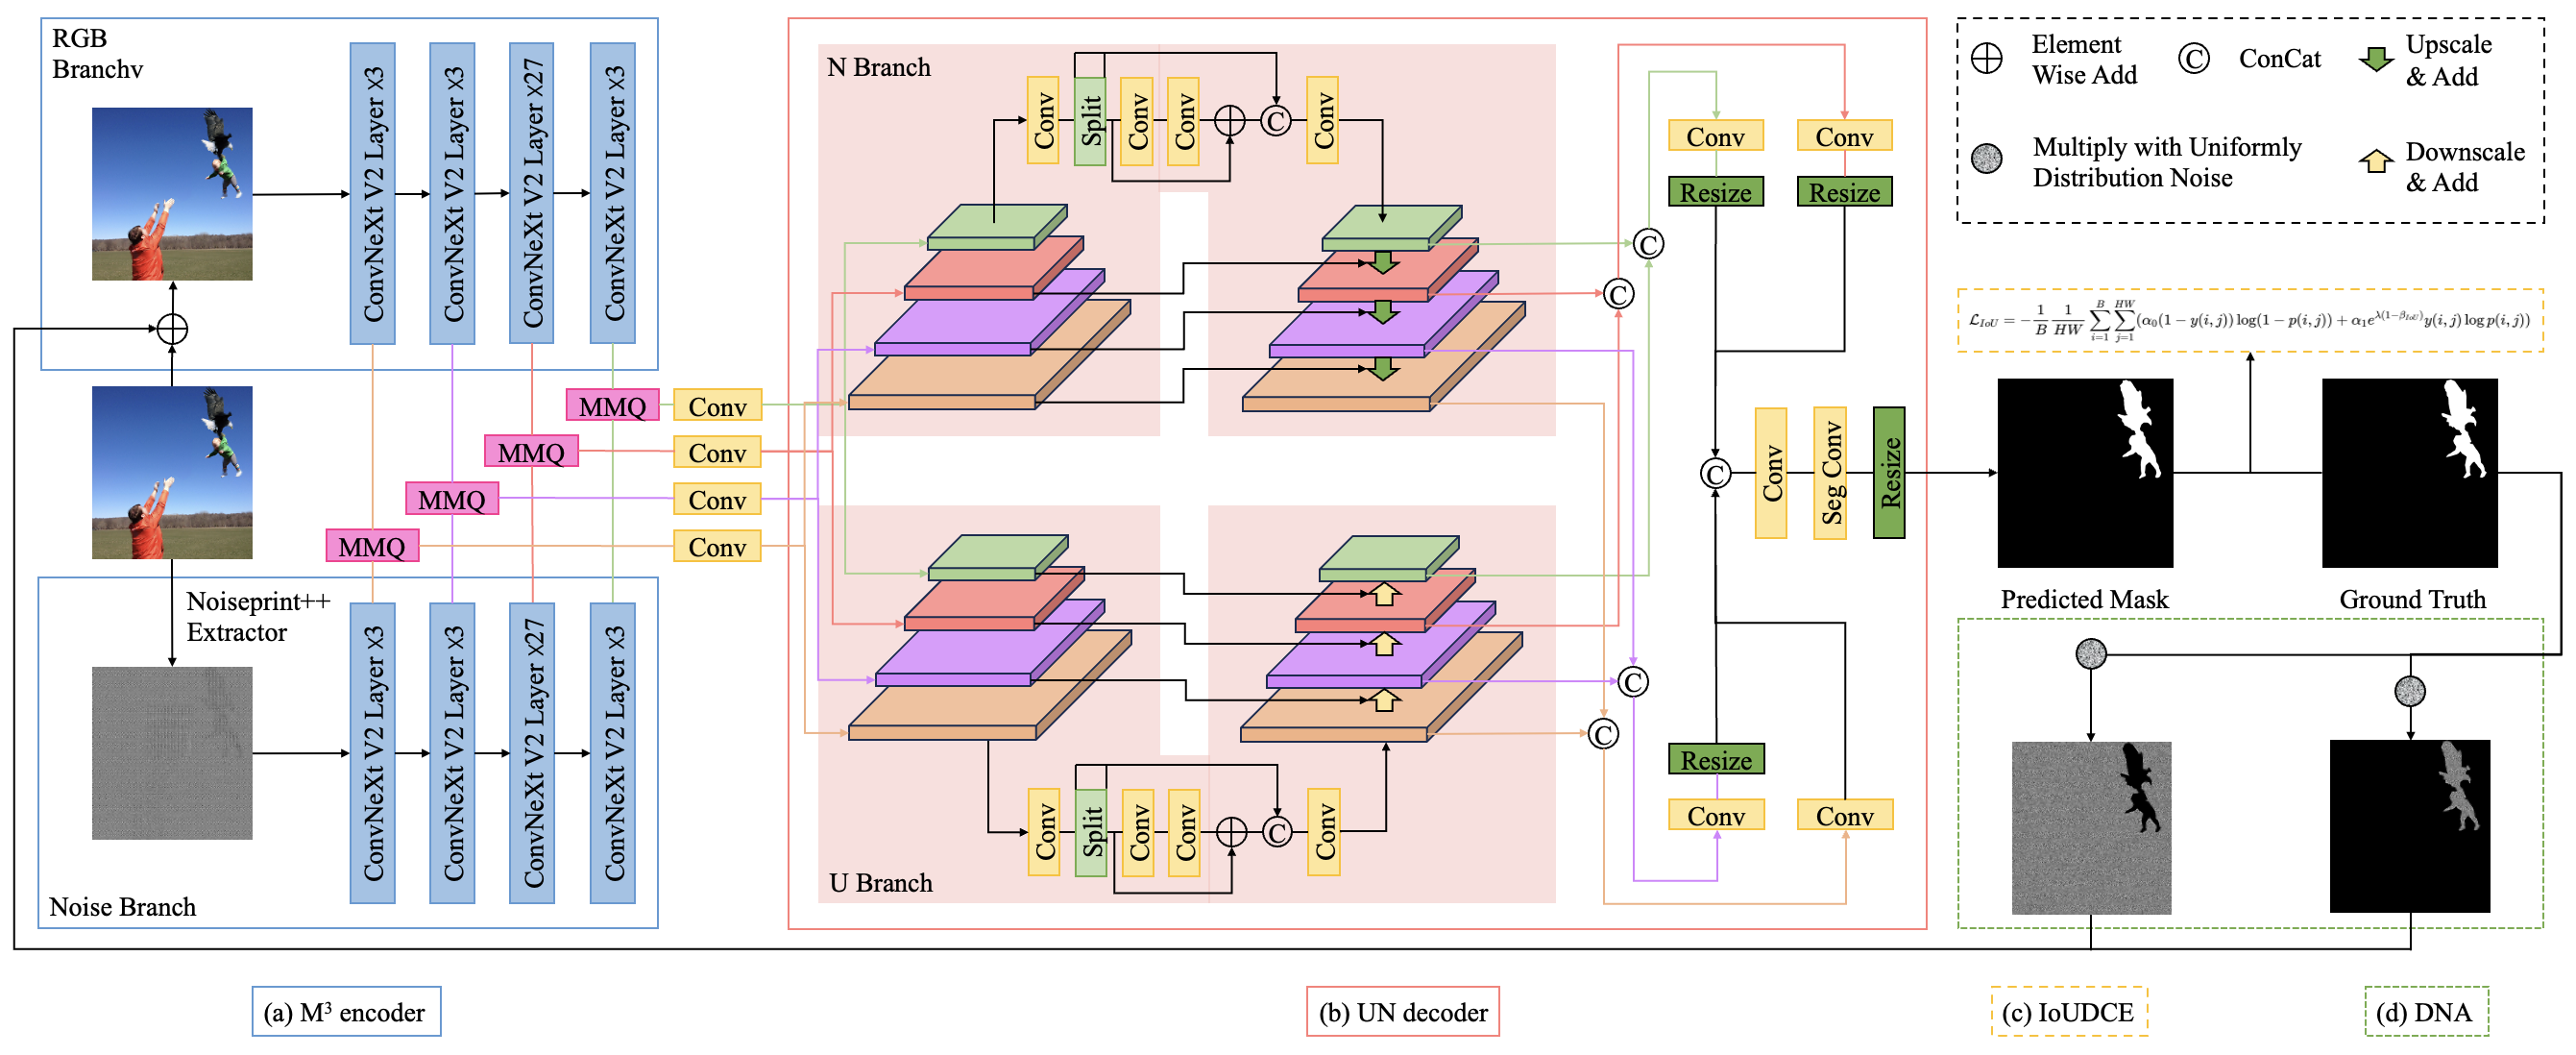 RGB
Branchv
ConvNeXt V2 Layer x3
ConvNeXt V2 Layer x3
ConvNeXt V2 Layer x27
ConvNeXt V2 Layer x3
MMQ
MMQ
MMQ
MMQ
Conv
Conv
Conv
Conv
Noiseprint++
Extractor
ConvNeXt V2 Layer x3
ConvNeXt V2 Layer x3
ConvNeXt V2 Layer x27
ConvNeXt V2 Layer x3
Noise Branch
N Branch
Conv
Split
Conv
Conv
C
Conv
U Branch
Conv
Split
Conv
Conv
C
Conv
C
C
C
C
Conv
Resize
Conv
Resize
C
Conv
Seg Conv
Resize
Resize
Conv
Conv
Element
Wise Add
C
ConCat
Upscale
& Add
Multiply with Uniformly
Distribution Noise
Downscale
& Add
ℒ_{IoU} = -\frac{1}{B} \frac{1}{HW} \sum_{i=1}^{B} \sum_{j=1}^{HW} (α_0(1 - y(i,j)) log(1 - p(i,j)) + α_1 e^{λ(1-β_{IoU})} y(i,j) log p(i,j))
Predicted Mask
Ground Truth
(a) M³ encoder
(b) UN decoder
(c) IoUDCE
(d) DNA